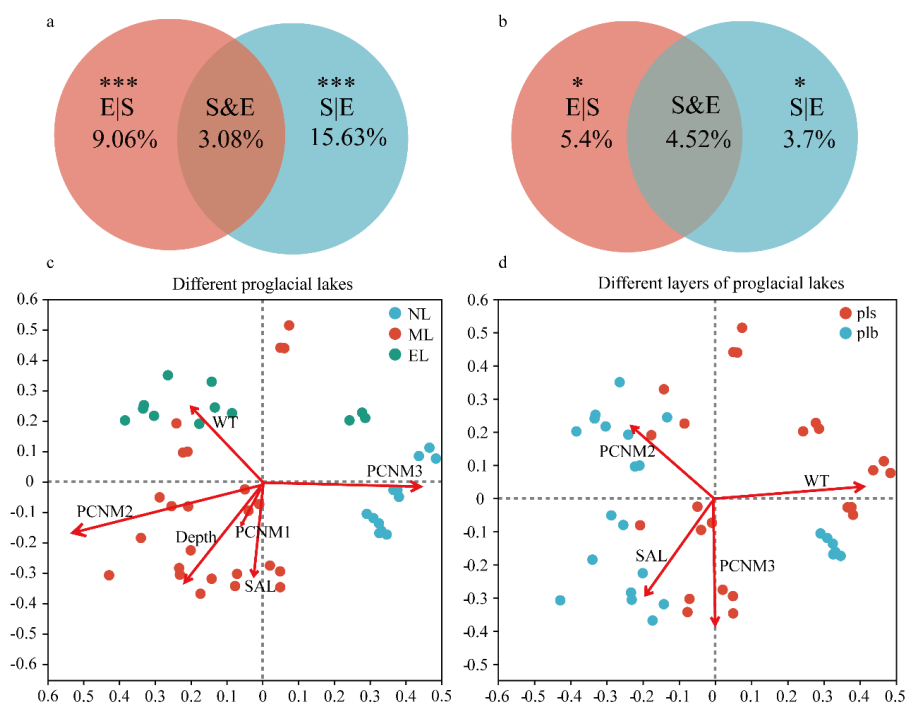 a
b
***
E|S
9.06%
S&E
3.08%
***
S|E
15.63%
*
E|S
5.4%
S&E
4.52%
*
S|E
3.7%
c
Different proglacial lakes
0.6
0.5
0.4
0.3
0.2
0.1
0
-0.1
-0.2
-0.3
-0.4
-0.5
-0.6
NL
ML
EL
WT
PCNM3
PCNM2
PCNM1
Depth
SAL
0.6 0.5 0.4 0.3 0.2 0.1 0 0.1 0.2 0.3 0.4 0.5
d
Different layers of proglacial lakes
0.6
0.5
0.4
0.3
0.2
0.1
0
-0.1
-0.2
-0.3
-0.4
-0.5
pls
plb
PCNM2
WT
SAL
PCNM3
-0.6 -0.5 -0.4 -0.3 -0.2 -0.1 0 0.1 0.2 0.3 0.4 0.5